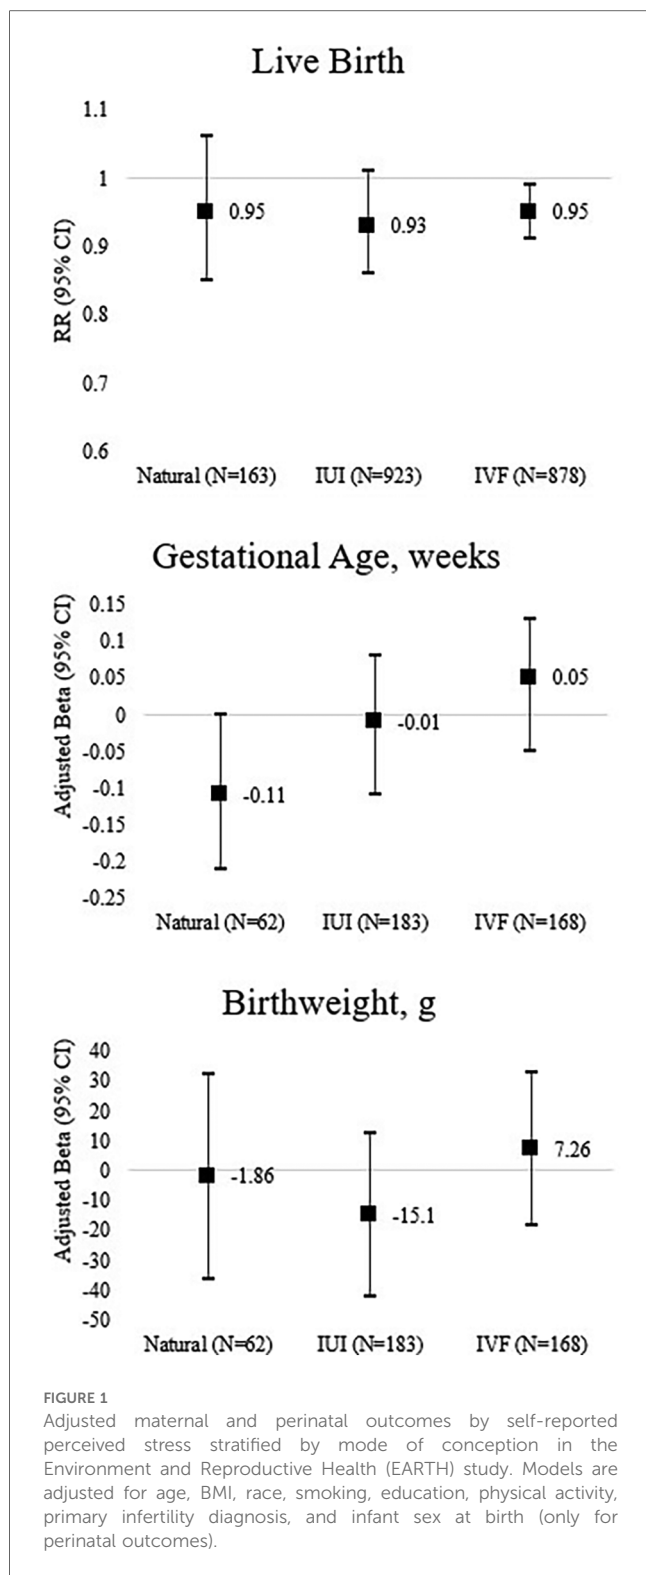 Live Birth
1.1
1
0.9
0.8
0.7
0.6
RR (95% CI)
0.95
0.93
0.95
Natural (N=163)
IUI (N=923)
IVF (N=878)
Gestational Age, weeks
0.15
0.1
0.05
0
-0.05
-0.1
-0.15
-0.2
-0.25
Adjusted Beta (95% CI)
-0.11
-0.01
0.05
Natural (N=62)
IUI (N=183)
IVF (N=168)
Birthweight, g
40
30
20
10
0
-10
-20
-30
-40
-50
Adjusted Beta (95% CI)
-1.86
-15.1
7.26
Natural (N=62)
IUI (N=183)
IVF (N=168)
FIGURE 1
Adjusted maternal and perinatal outcomes by self-reported
perceived stress stratified by mode of conception in the
Environment and Reproductive Health (EARTH) study. Models are
adjusted for age, BMI, race, smoking, education, physical activity,
primary infertility diagnosis, and infant sex at birth (only for
perinatal outcomes).